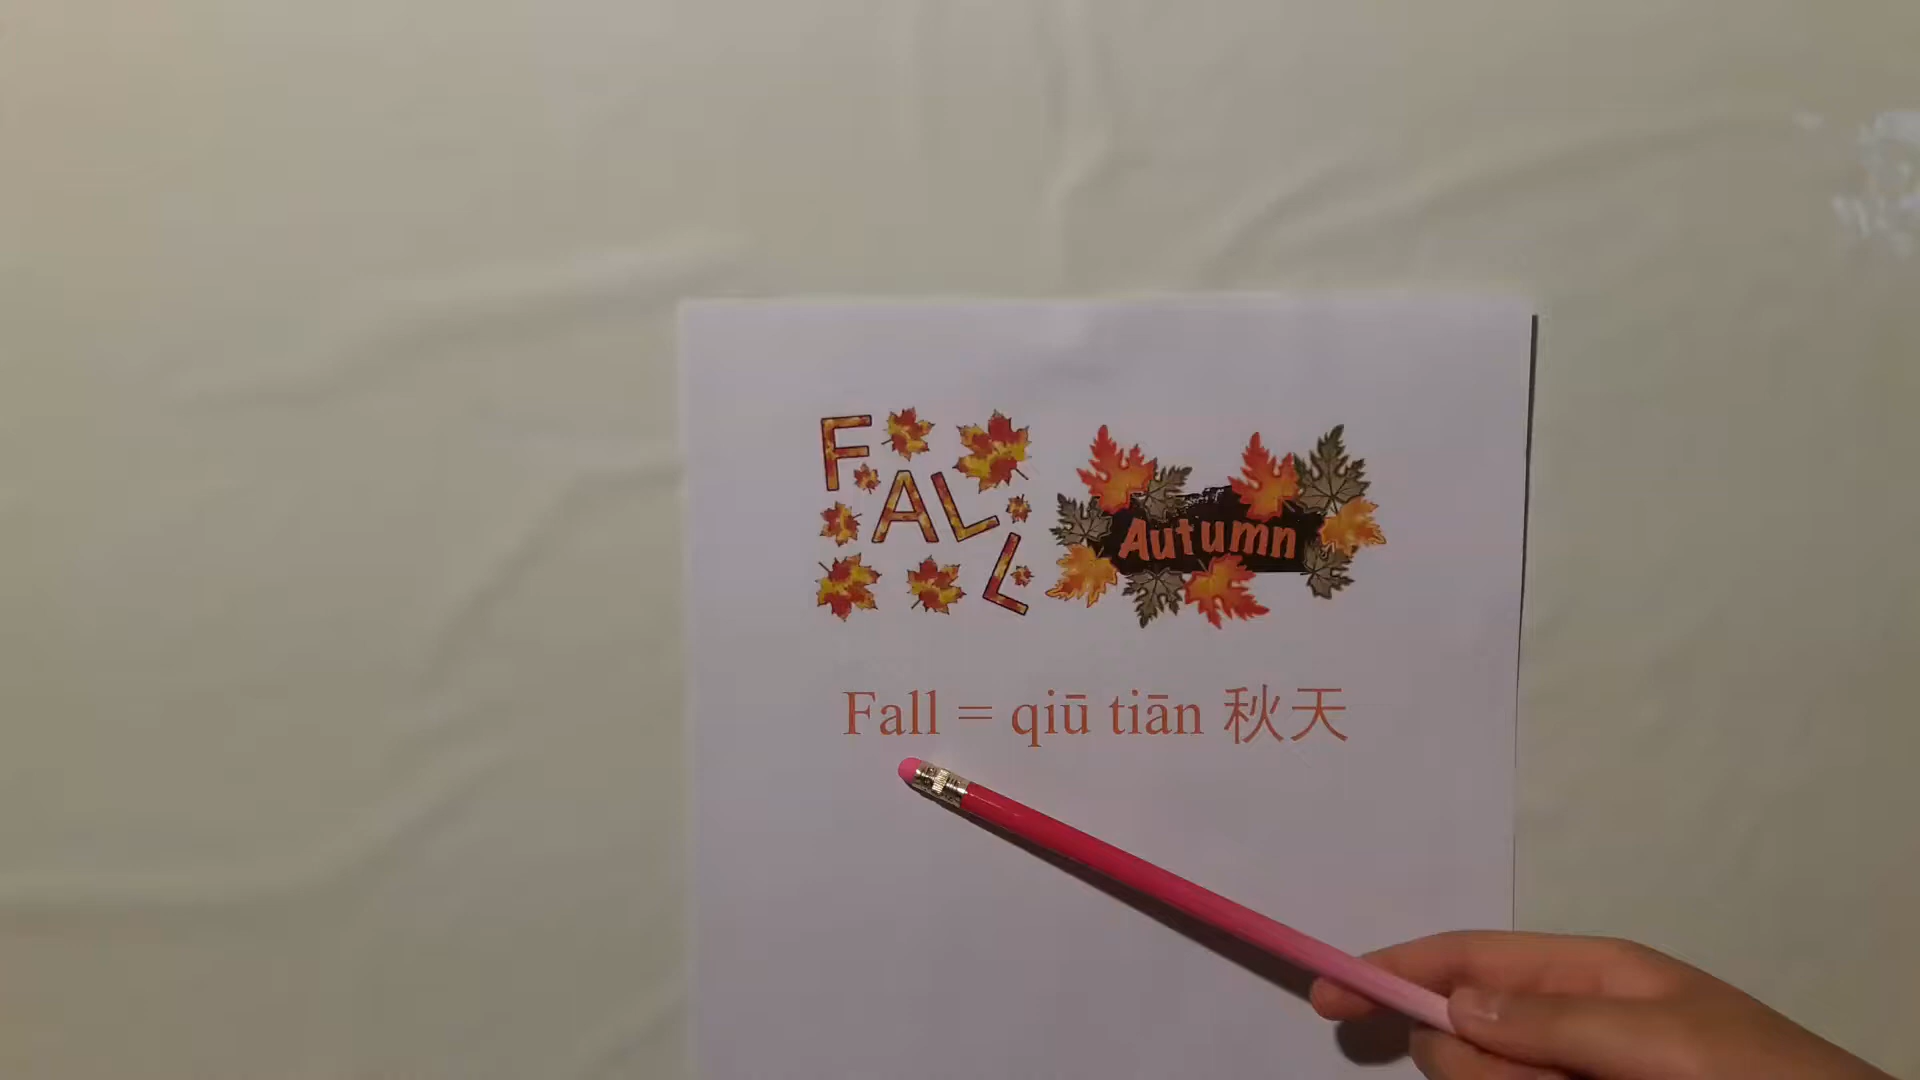 FALL
Autumn
Fall = qiū tiān 秋天